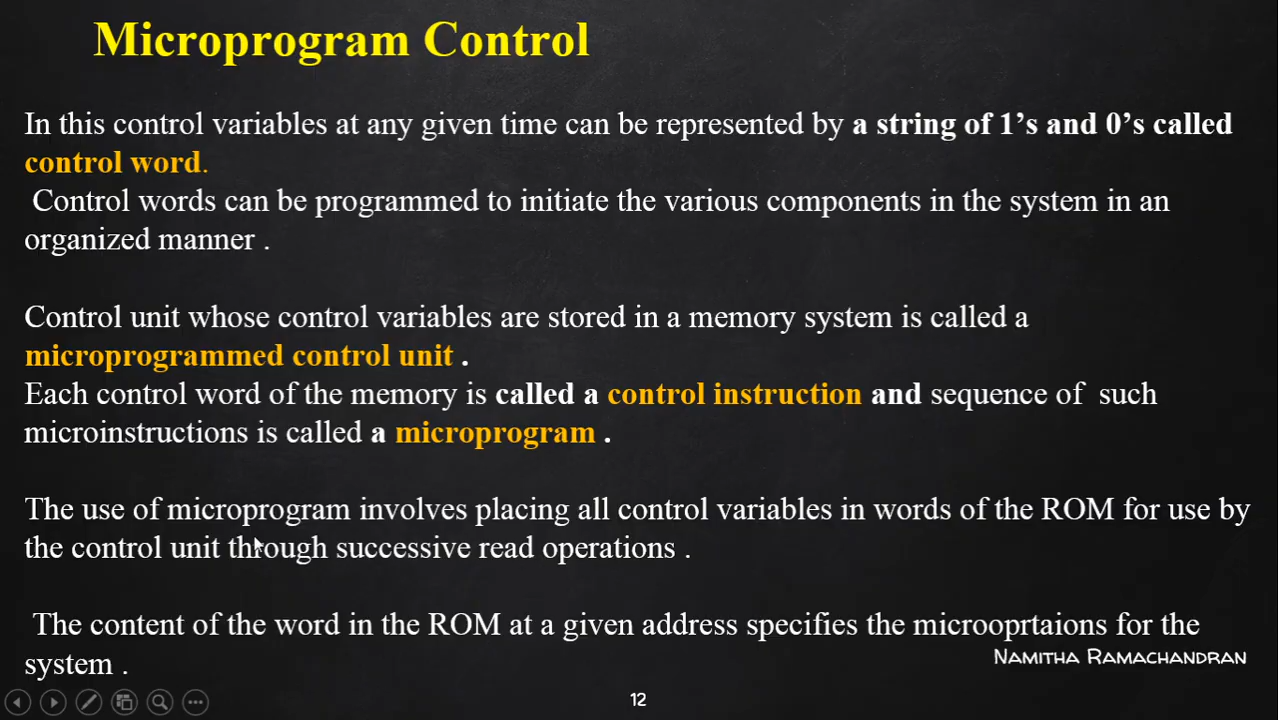 Microprogram Control
In this control variables at any given time can be represented by a string of 1's and 0's called
control word.
Control words can be programmed to initiate the various components in the system in an
organized manner .
Control unit whose control variables are stored in a memory system is called a
microprogrammed control unit .
Each control word of the memory is called a control instruction and sequence of such
microinstructions is called a microprogram .
The use of microprogram involves placing all control variables in words of the ROM for use by
the control unit through successive read operations .
The content of the word in the ROM at a given address specifies the microoprtaions for the
system .
Namitha Ramachandran
12